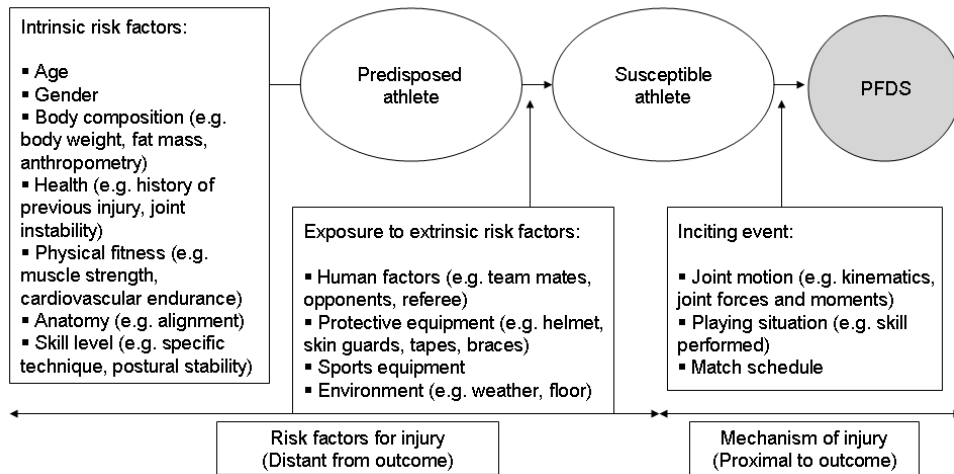 Intrinsic risk factors:
▪ Age
▪ Gender
▪ Body composition (e.g.
body weight, fat mass,
anthropometry)
▪ Health (e.g. history of
previous injury, joint
instability)
▪ Physical fitness (e.g.
muscle strength,
cardiovascular endurance)
▪ Anatomy (e.g. alignment)
▪ Skill level (e.g. specific
technique, postural stability)
Predisposed
athlete
Susceptible
athlete
PFDS
Exposure to extrinsic risk factors:
▪ Human factors (e.g. team mates,
opponents, referee)
▪ Protective equipment (e.g. helmet,
skin guards, tapes, braces)
▪ Sports equipment
▪ Environment (e.g. weather, floor)
Inciting event:
▪ Joint motion (e.g. kinematics,
joint forces and moments)
▪ Playing situation (e.g. skill
performed)
▪ Match schedule
Risk factors for injury
(Distant from outcome)
Mechanism of injury
(Proximal to outcome)